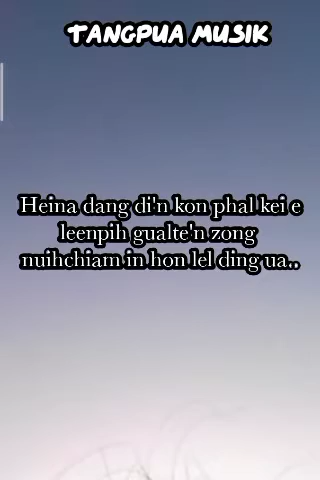 TANGPUA MUSIK
Heina dang di'n kon phal kei e
leenpih gualte'n zong
nuihchiam in hon lel ding ua..